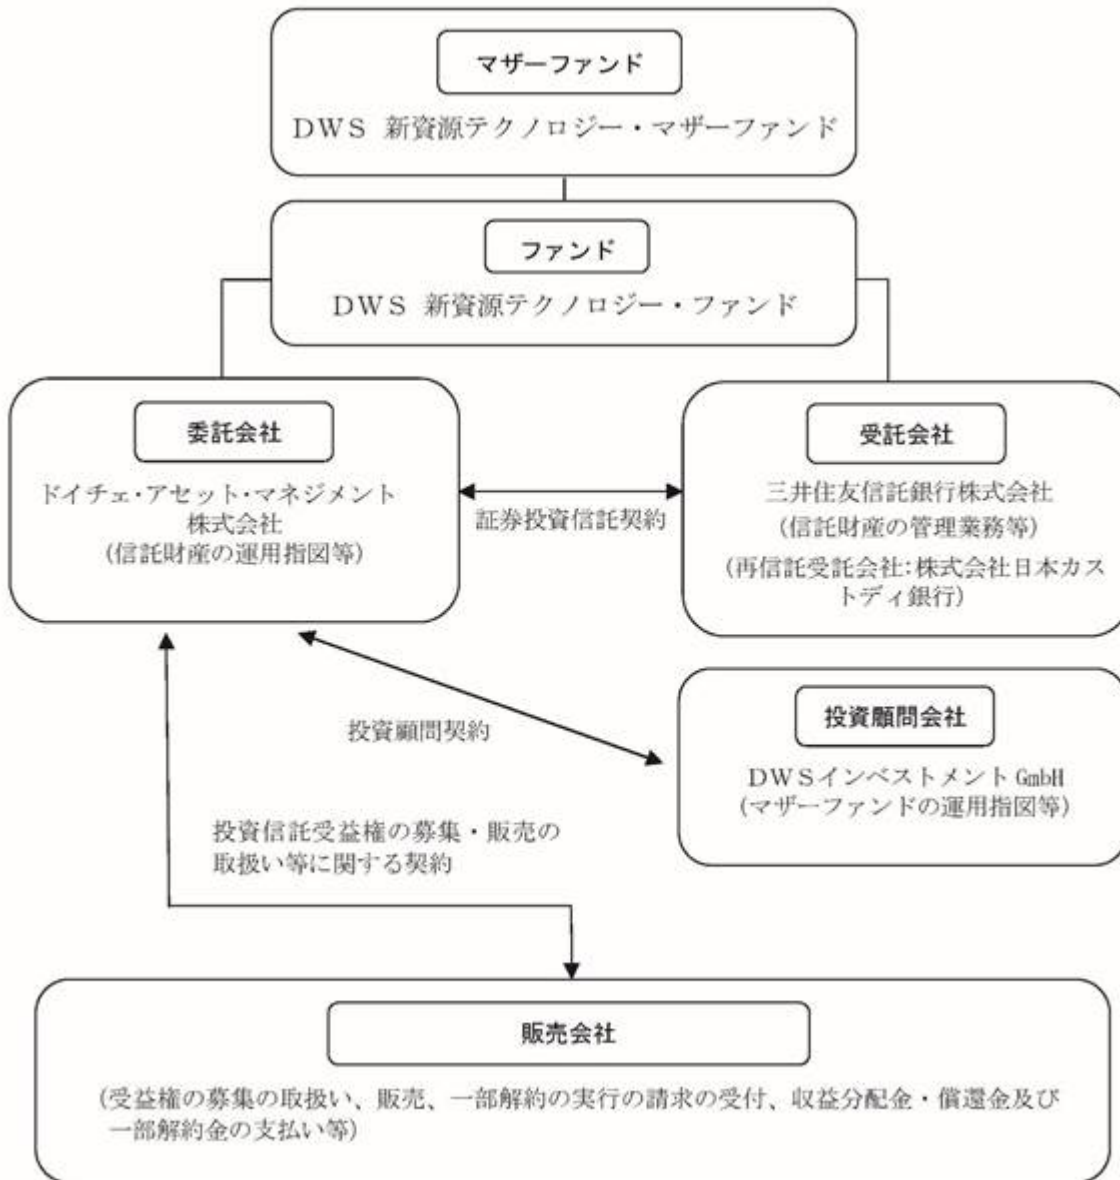 マザーファンド
DWS 新資源テクノロジー・マザーファンド
ファンド
DWS 新資源テクノロジー・ファンド
委託会社
ドイチェ・アセット・マネジメント
株式会社
(信託財産の運用指図等)
証券投資信託契約
受託会社
三井住友信託銀行株式会社
(信託財産の管理業務等)
(再信託受託会社:株式会社日本カス
トディ銀行)
投資顧問契約
投資顧問会社
DWSインベストメント GmbH
(マザーファンドの運用指図等)
投資信託受益権の募集・販売の
取扱い等に関する契約
販売会社
(受益権の募集の取扱い、販売、一部解約の実行の請求の受付、収益分配金・償還金及び
一部解約金の支払い等)